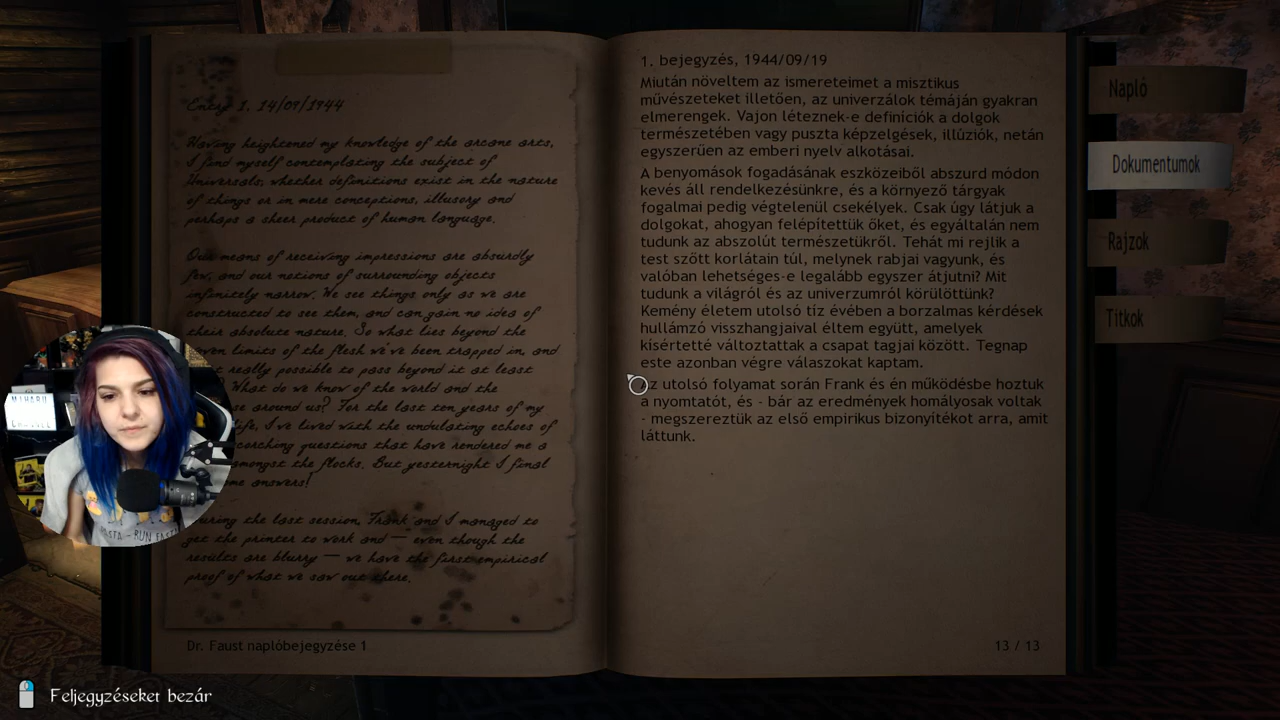 Entry 1. 14/09/1944
Having heightened my knowledge of the arcane arts,
I find myself contemplating the subject of
Universals, whether definitions exist in the nature
of things or in mere conceptions, illusory and
perhaps a sheer product of human language.
Our means of receiving impressions are absurdly
few, and our notions of surrounding objects
infinitely narrow. We see things only as we are
constructed to see them, and can gain no idea of
their absolute nature. So what lies beyond the
limits of the flesh we've been trapped in, and
really possible to pass beyond it at least
What do we know of the world and the
around us? For the last ten years of my
life, I've lived with the undulating echoes of
questions that have rendered me a
amongst the flocks. But yesternight I final
answers!
During the last session, Frank and I managed to
get the printer to work and — even though the
results are blurry — we have the first empirical
proof of what we saw out there.
Dr. Faust naplóbejegyzése 1
1. bejegyzés, 1944/09/19
Miután növeltem az ismereteimet a misztikus
művészeteket illetően, az univerzálok témáján gyakran
elmerengek. Vajon léteznek-e definíciók a dolgok
természetében vagy puszta képzelgések, illúziók, netán
egyszerűen az emberi nyelv alkotásai.
A benyomások fogadásának eszközeiből abszurd módon
kevés áll rendelkezésünkre, és a környező tárgyak
fogalmai pedig végtelenül csekélyek. Csak úgy látjuk a
dolgokat, ahogyan felépítettük őket, és egyáltalán nem
tudunk az abszolút természetükről. Tehát mi rejlik a
test szőtt korlátain túl, melynek rabjai vagyunk, és
valóban lehetséges-e legalább egyszer átjutni? Mit
tudunk a világról és az univerzumról körülöttünk?
Kemény életem utolsó tíz évében a borzalmas kérdések
hullámzó visszhangjaival éltem együtt, amelyek
kísértetté változtattak a csapat tagjai között. Tegnap
este azonban végre válaszokat kaptam.
z utolsó folyamat során Frank és én működésbe hoztuk
a nyomtatót, és - bár az eredmények homályosak voltak
- megszereztük az első empirikus bizonyítékot arra, amit
láttunk.
13 / 13
Napló
Dokumentumok
Rajzok
Titkok
Feljegyzéseket bezár